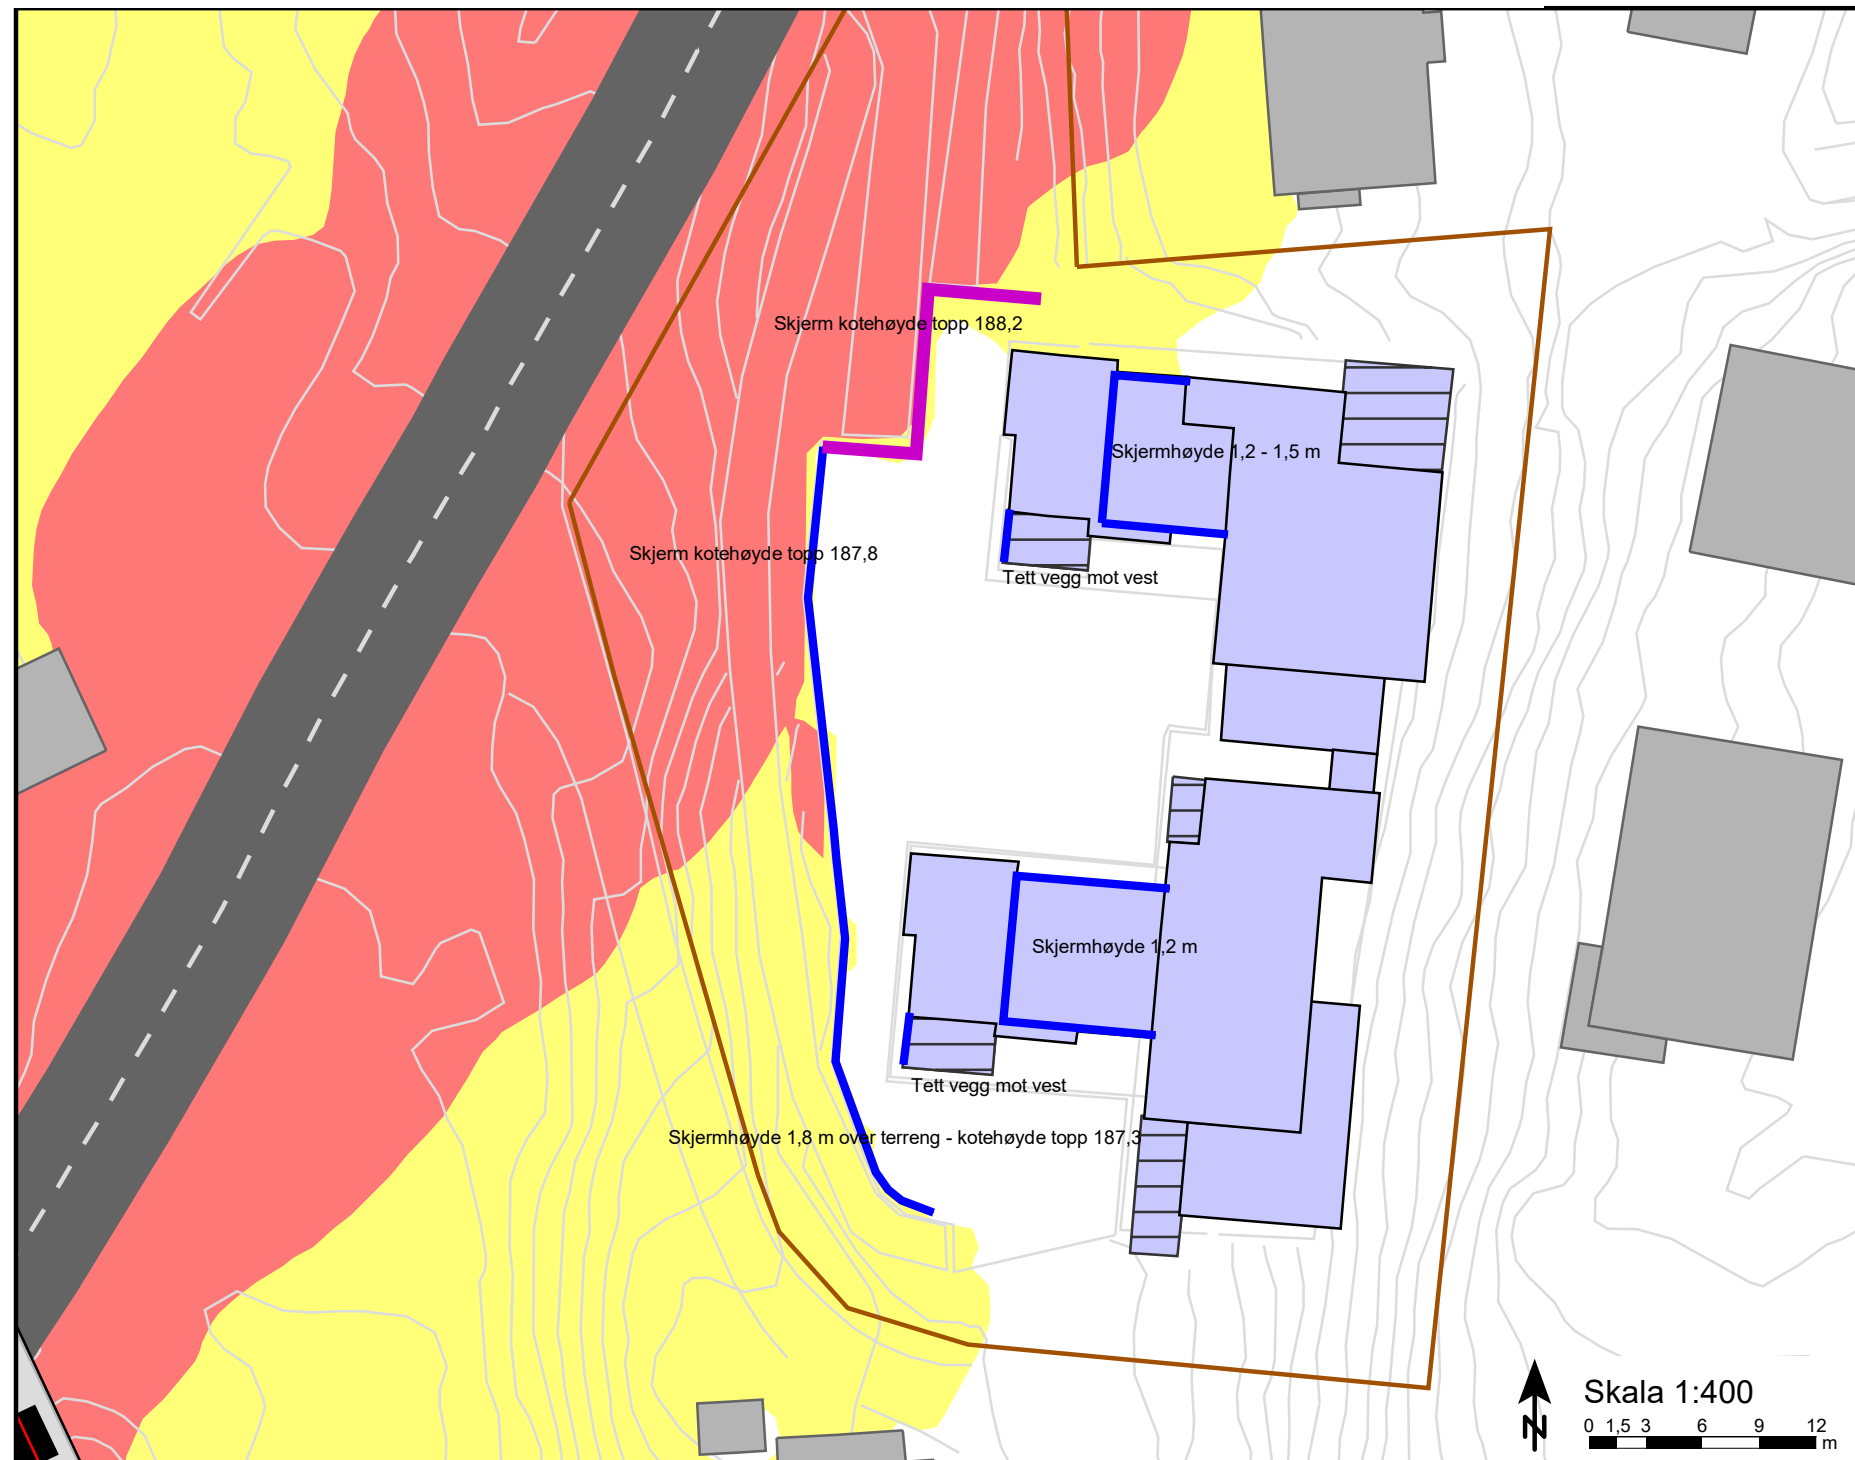 Skjerm kotehøyde topp 188,2
Skjermhøyde 1,2 - 1,5 m
Skjerm kotehøyde topp 187,8
Tett vegg mot vest
Skjermhøyde 1,2 m
Tett vegg mot vest
Skjermhøyde 1,8 m over terreng - kotehøyde topp 187,3
Skala 1:400
0 1,5 3 6 9 12
m
N